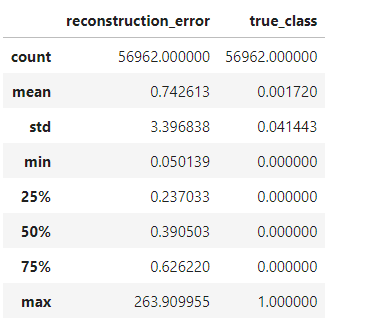 reconstruction_error true_class
count 56962.000000 56962.000000
mean 0.742613 0.001720
std 3.396838 0.041443
min 0.050139 0.000000
25% 0.237033 0.000000
50% 0.390503 0.000000
75% 0.626220 0.000000
max 263.909955 1.000000